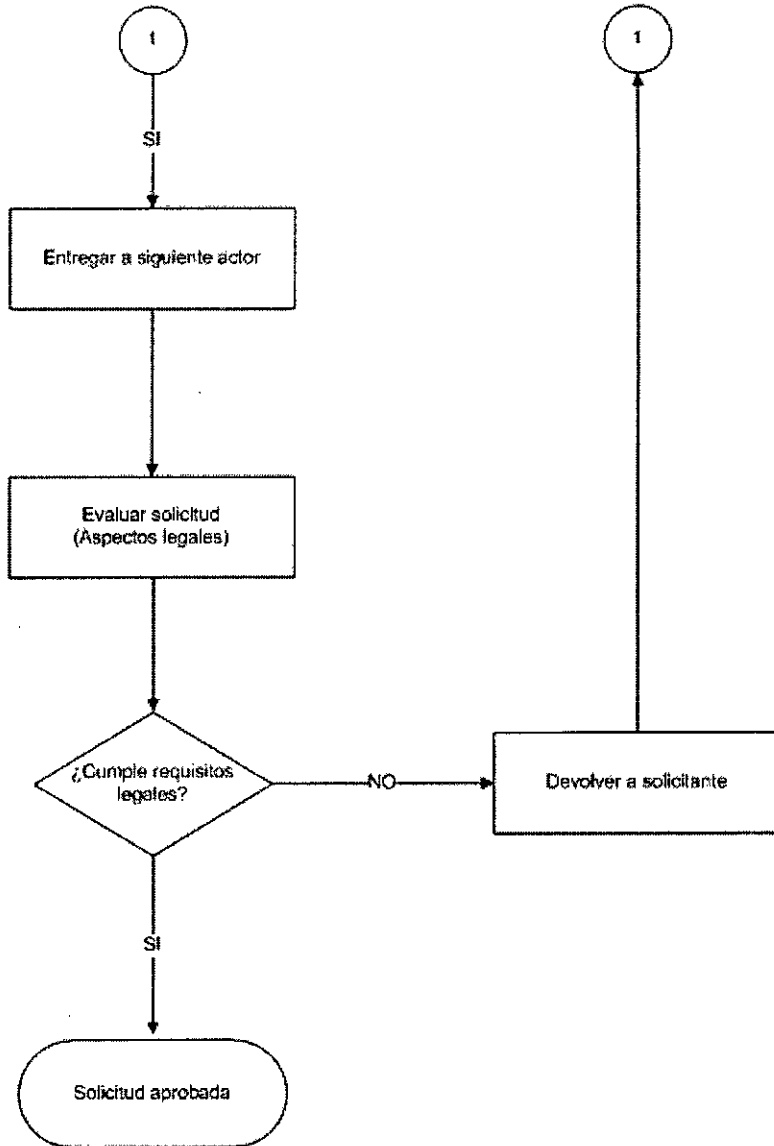 1
1
SI
Entregar a siguiente actor
Evaluar solicitud
(Aspectos legales)
¿Cumple requisitos
legales?
NO
Devolver a solicitante
SI
Solicitud aprobada